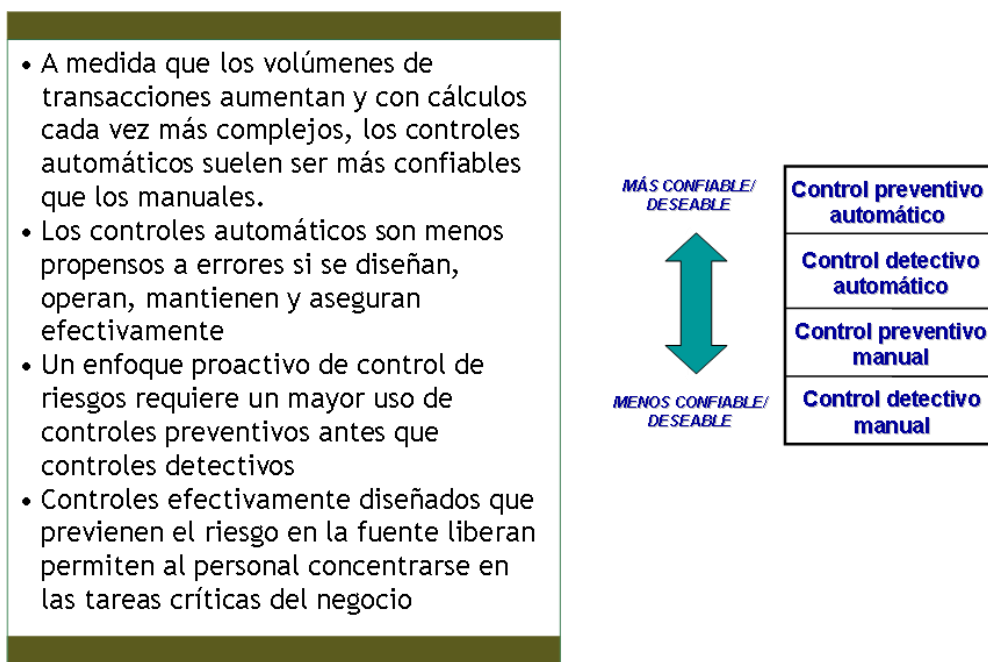 • A medida que los volúmenes de
transacciones aumentan y con cálculos
cada vez más complejos, los controles
automáticos suelen ser más confiables
que los manuales.
• Los controles automáticos son menos
propensos a errores si se diseñan,
operan, mantienen y aseguran
efectivamente
• Un enfoque proactivo de control de
riesgos requiere un mayor uso de
controles preventivos antes que
controles detectivos
• Controles efectivamente diseñados que
previenen el riesgo en la fuente liberan
permiten al personal concentrarse en
las tareas críticas del negocio
MÁS CONFIABLE/
DESEABLE
MENOS CONFIABLE/
DESEABLE
Control preventivo
automático
Control detectivo
automático
Control preventivo
manual
Control detectivo
manual